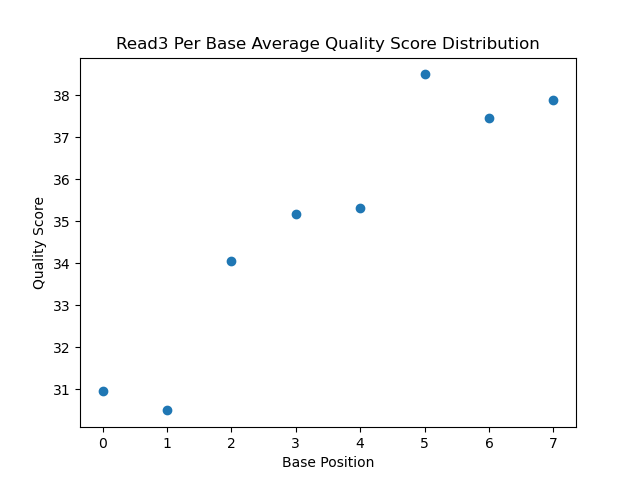 Read3 Per Base Average Quality Score Distribution
Quality Score
38
37
36
35
34
33
32
31
0 1 2 3 4 5 6 7
Base Position